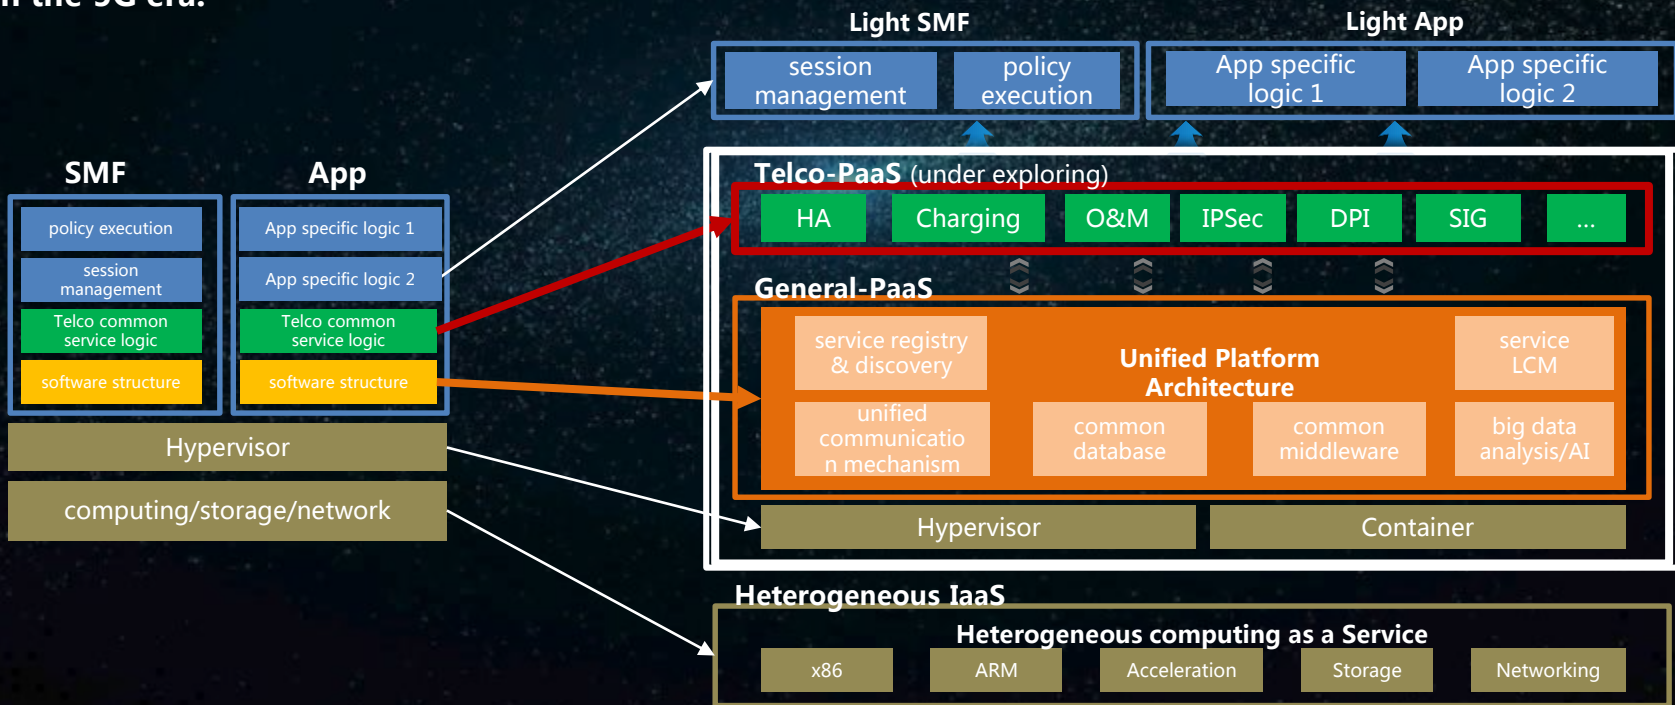 the 5G era.
Light SMF
Light App
session
management
policy
execution
App specific
logic 1
App specific
logic 2
SMF
App
policy execution
session
management
Telco common
service logic
software structure
App specific logic 1
App specific logic 2
Telco common
service logic
software structure
Hypervisor
computing/storage/network
Telco-PaaS (under exploring)
HA
Charging
O&M
IPSec
DPI
SIG
...
General-PaaS
service registry
& discovery
Unified Platform
Architecture
service
LCM
unified
communicatio
n mechanism
common
database
common
middleware
big data
analysis/AI
Hypervisor
Container
Heterogeneous IaaS
Heterogeneous computing as a Service
x86
ARM
Acceleration
Storage
Networking